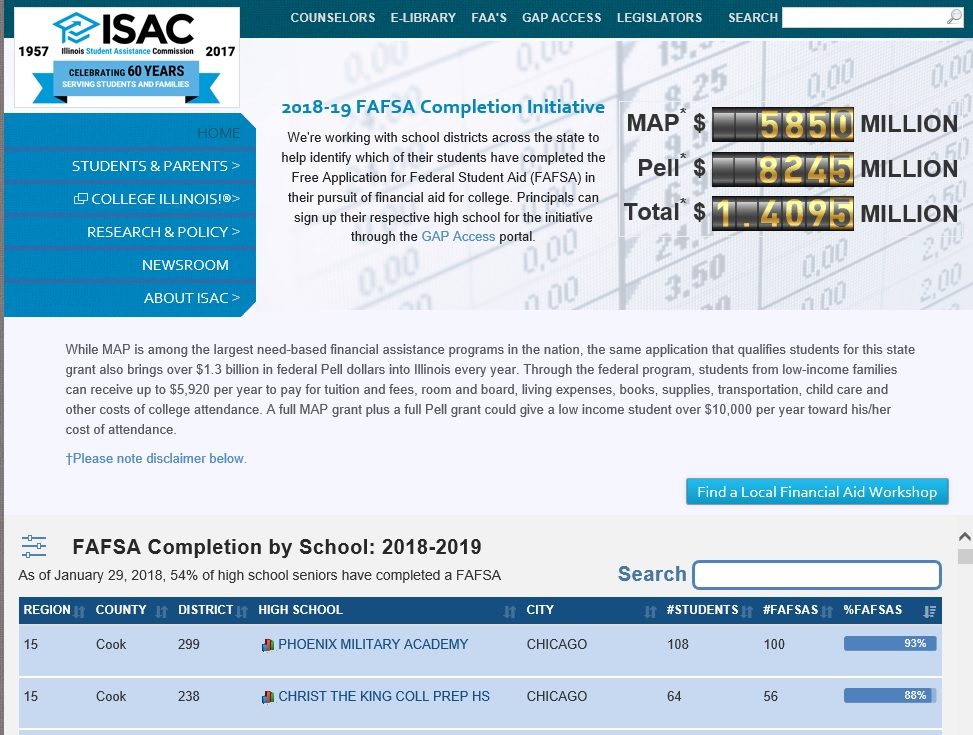 ISAC
1957 Illinois Student Assistance Commission 2017
CELEBRATING 60 YEARS
SERVING STUDENTS AND FAMILIES
COUNSELORS E-LIBRARY FAA'S GAP ACCESS LEGISLATORS SEARCH
HOME
STUDENTS & PARENTS >
COLLEGE ILLINOIS!®>
RESEARCH & POLICY >
NEWSROOM
ABOUT ISAC >
2018-19 FAFSA Completion Initiative
We're working with school districts across the state to
help identify which of their students have completed the
Free Application for Federal Student Aid (FAFSA) in
their pursuit of financial aid for college. Principals can
sign up their respective high school for the initiative
through the GAP Access portal.
MAP* $ 5850 MILLION
Pell* $ 8245 MILLION
Total* $ 1.4095 MILLION
While MAP is among the largest need-based financial assistance programs in the nation, the same application that qualifies students for this state
grant also brings over $1.3 billion in federal Pell dollars into Illinois every year. Through the federal program, students from low-income families
can receive up to $5,920 per year to pay for tuition and fees, room and board, living expenses, books, supplies, transportation, child care and
other costs of college attendance. A full MAP grant plus a full Pell grant could give a low income student over $10,000 per year toward his/her
cost of attendance.
†Please note disclaimer below.
Find a Local Financial Aid Workshop
FAFSA Completion by School: 2018-2019
As of January 29, 2018, 54% of high school seniors have completed a FAFSA
Search
REGION COUNTY DISTRICT HIGH SCHOOL CITY #STUDENTS #FAFSAS %FAFSAS
15 Cook 299 PHOENIX MILITARY ACADEMY CHICAGO 108 100 93%
15 Cook 238 CHRIST THE KING COLL PREP HS CHICAGO 64 56 88%